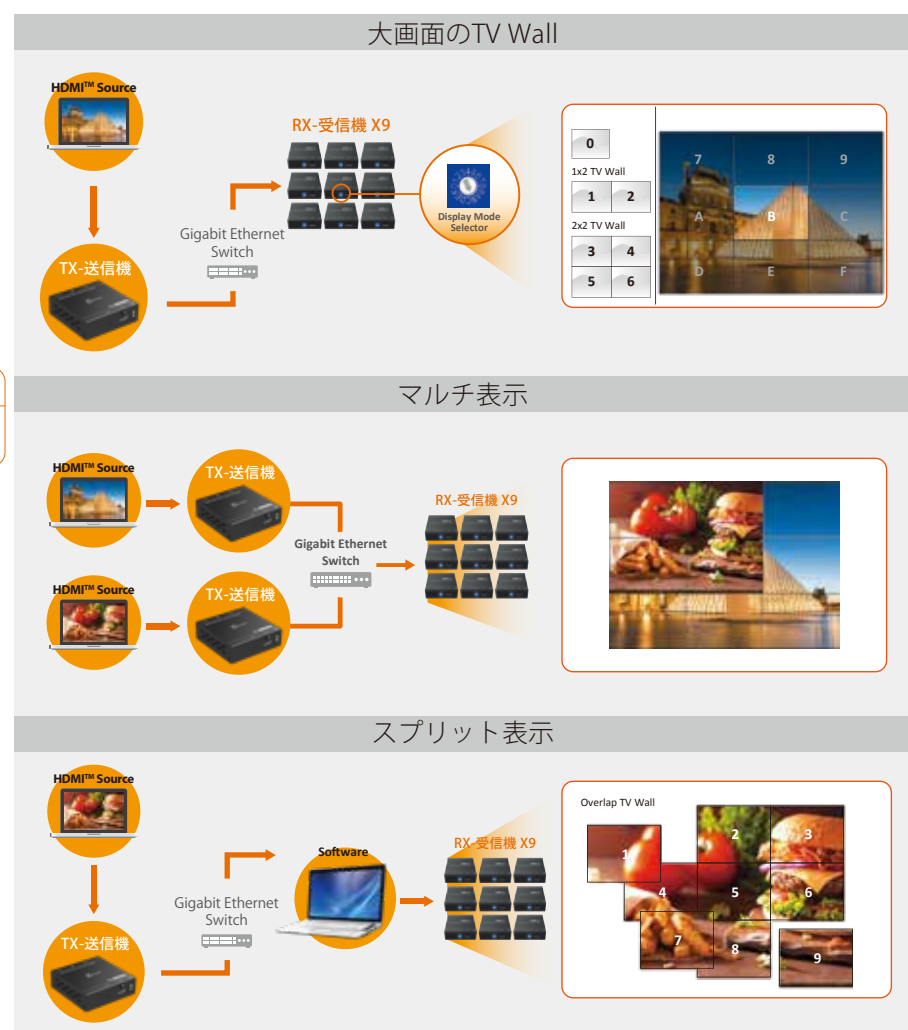 大画面のTV Wall
HDMI™ Source
TX-送信機
Gigabit Ethernet
Switch
RX-受信機 X9
Display Mode
Selector
0
1x2 TV Wall
1 2
2x2 TV Wall
3 4
5 6
7 8 9
A B C
D E F
マルチ表示
HDMI™ Source
TX-送信機
HDMI™ Source
TX-送信機
Gigabit Ethernet
Switch
RX-受信機 X9
スプリット表示
HDMI™ Source
TX-送信機
Gigabit Ethernet
Switch
Software
RX-受信機 X9
Overlap TV Wall
1 2 3
4 5 6
7 8 9